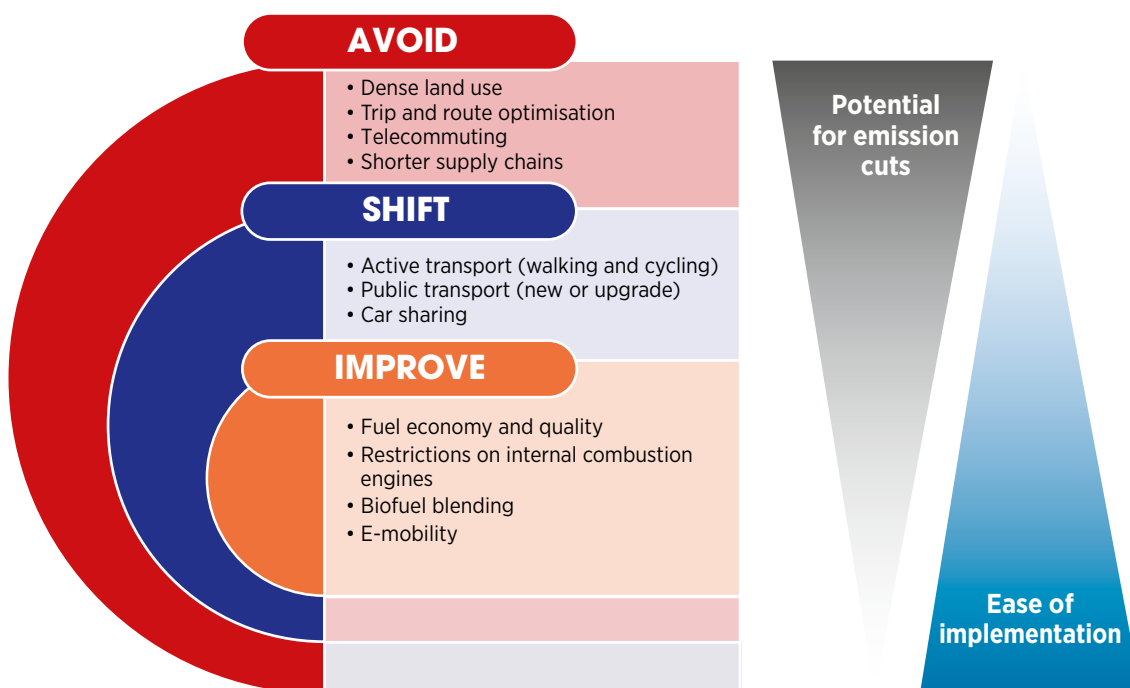 AVOID
• Dense land use
• Trip and route optimisation
• Telecommuting
• Shorter supply chains
SHIFT
• Active transport (walking and cycling)
• Public transport (new or upgrade)
• Car sharing
IMPROVE
• Fuel economy and quality
• Restrictions on internal combustion
engines
• Biofuel blending
• E-mobility
Potential
for emission
cuts
Ease of
implementation